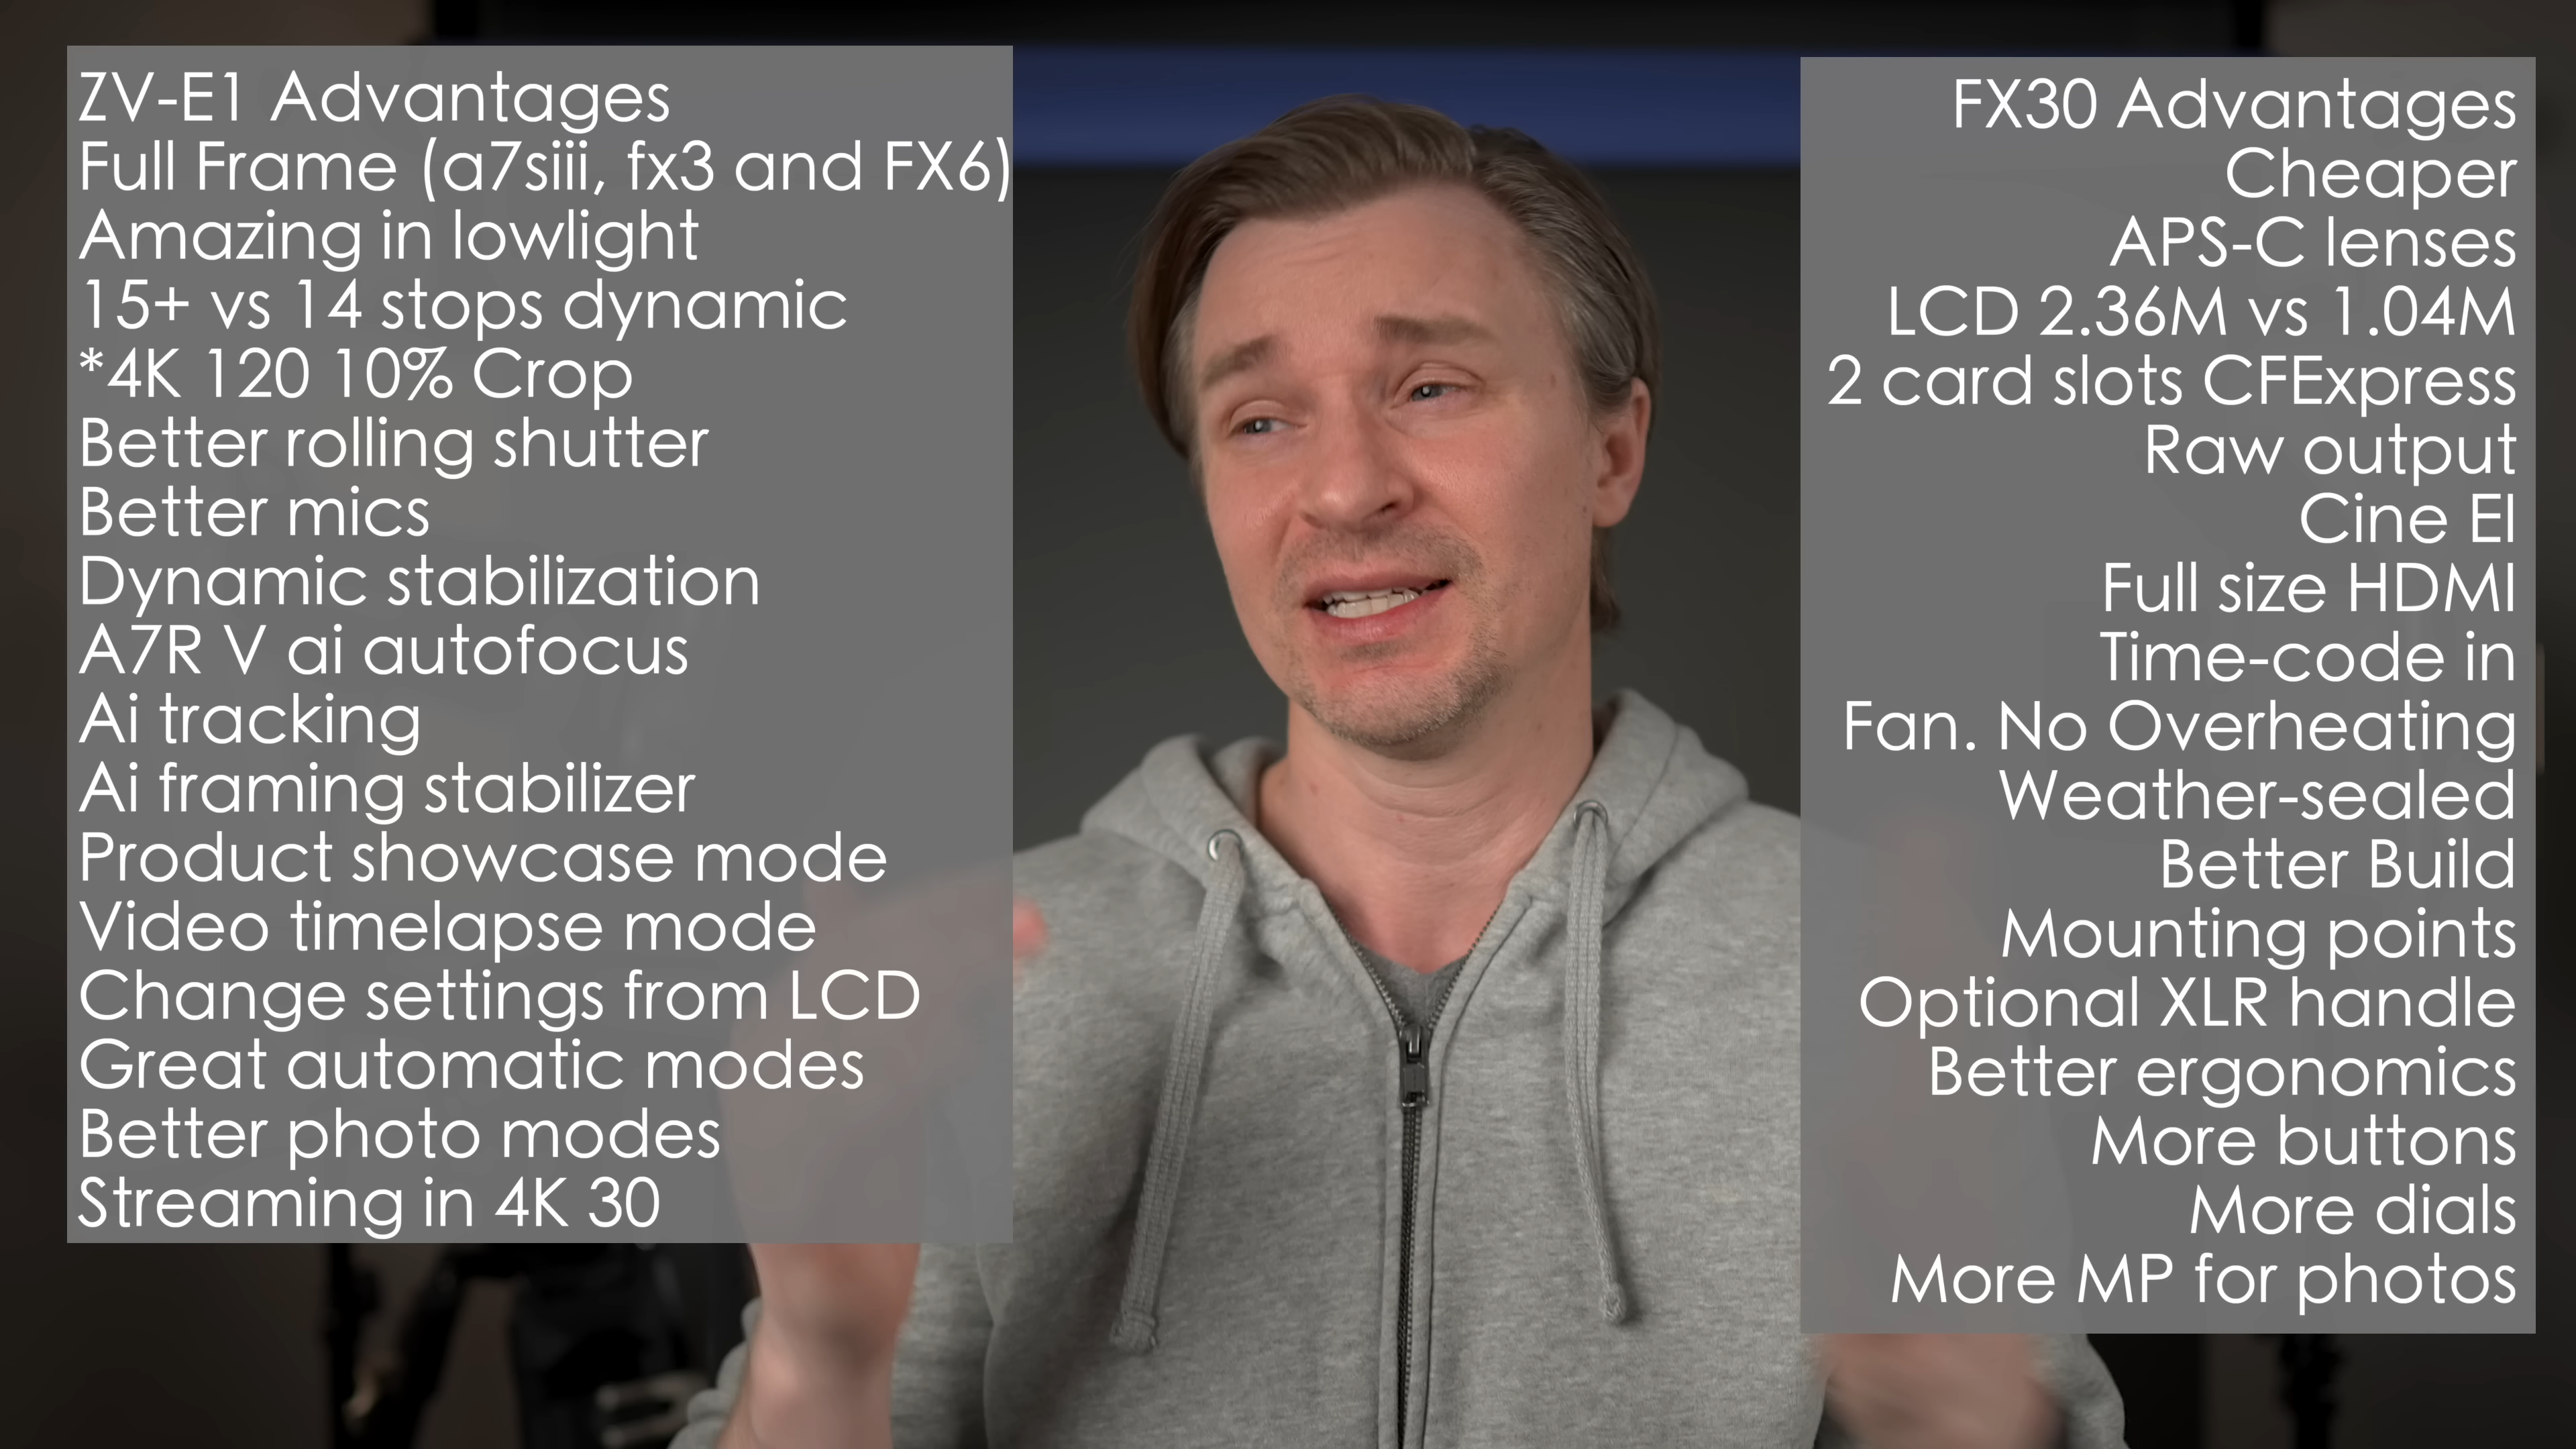 ZV-E1 Advantages
Full Frame (a7siii, fx3 and FX6)
Amazing in lowlight
15+ vs 14 stops dynamic
*4K 120 10% Crop
Better rolling shutter
Better mics
Dynamic stabilization
A7R V ai autofocus
Ai tracking
Ai framing stabilizer
Product showcase mode
Video timelapse mode
Change settings from LCD
Great automatic modes
Better photo modes
Streaming in 4K 30
FX30 Advantages
Cheaper
APS-C lenses
LCD 2.36M vs 1.04M
2 card slots CFExpress
Raw output
Cine EI
Full size HDMI
Time-code in
Fan. No Overheating
Weather-sealed
Better Build
Mounting points
Optional XLR handle
Better ergonomics
More buttons
More dials
More MP for photos